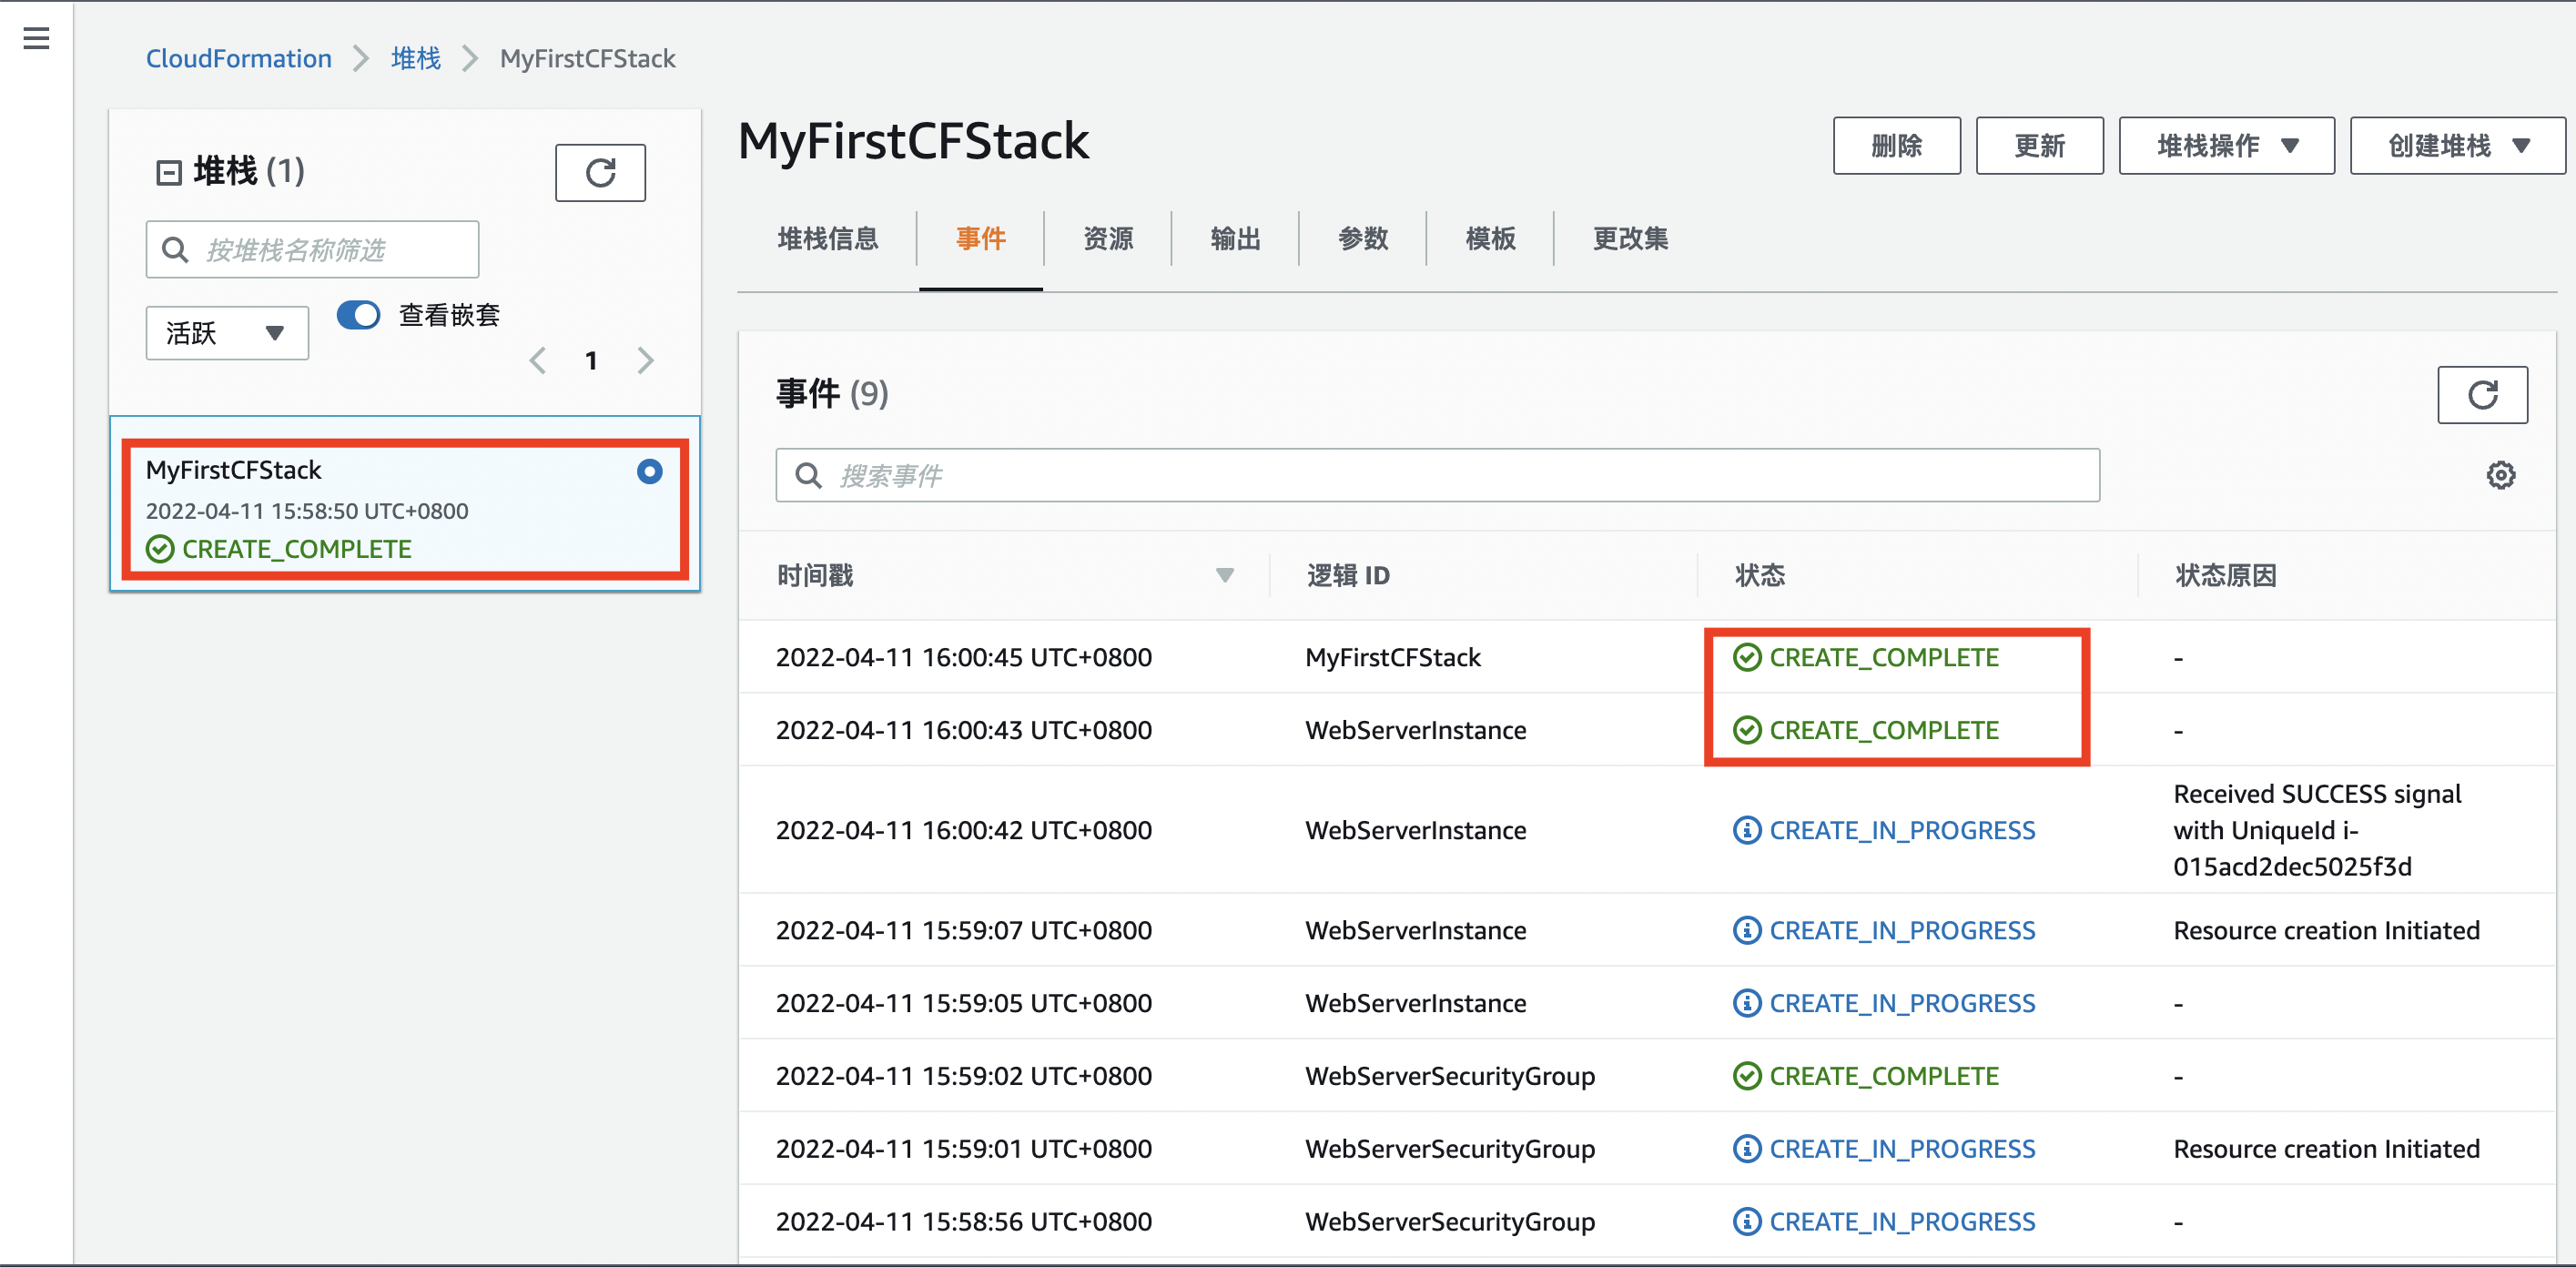 CloudFormation > 堆栈 > MyFirstCFStack
堆栈 (1)
按堆栈名称筛选
活跃
查看嵌套
1
MyFirstCFStack
2022-04-11 15:58:50 UTC+0800
CREATE_COMPLETE
MyFirstCFStack
删除 更新 堆栈操作 创建堆栈
堆栈信息 事件 资源 输出 参数 模板 更改集
事件 (9)
搜索事件
时间戳 逻辑 ID 状态 状态原因
2022-04-11 16:00:45 UTC+0800 MyFirstCFStack CREATE_COMPLETE -
2022-04-11 16:00:43 UTC+0800 WebServerInstance CREATE_COMPLETE -
2022-04-11 16:00:42 UTC+0800 WebServerInstance CREATE_IN_PROGRESS Received SUCCESS signal
with UniqueId i-
015acd2dec5025f3d
2022-04-11 15:59:07 UTC+0800 WebServerInstance CREATE_IN_PROGRESS Resource creation Initiated
2022-04-11 15:59:05 UTC+0800 WebServerInstance CREATE_IN_PROGRESS -
2022-04-11 15:59:02 UTC+0800 WebServerSecurityGroup CREATE_COMPLETE -
2022-04-11 15:59:01 UTC+0800 WebServerSecurityGroup CREATE_IN_PROGRESS Resource creation Initiated
2022-04-11 15:58:56 UTC+0800 WebServerSecurityGroup CREATE_IN_PROGRESS -